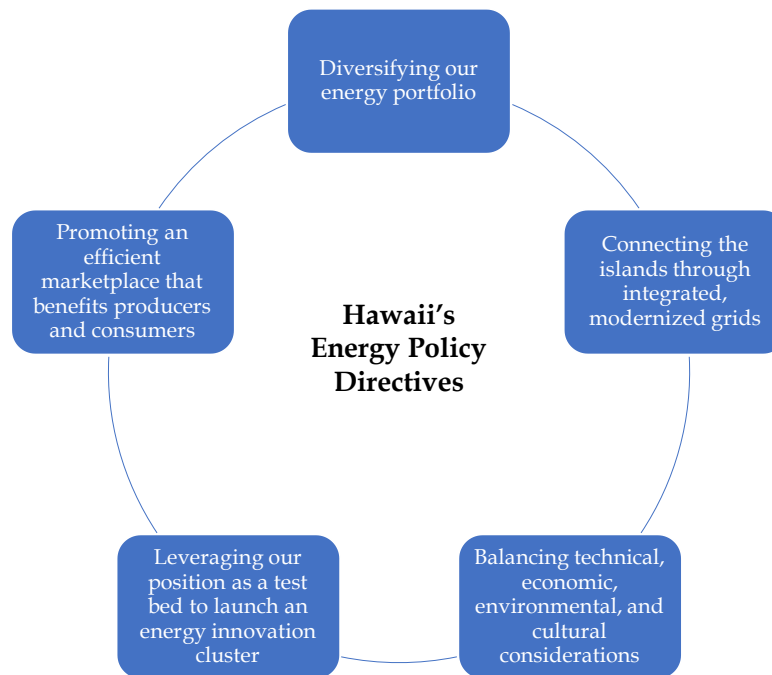 Diversifying our
energy portfolio
Connecting the
islands through
integrated,
modernized grids
Balancing technical,
economic,
environmental, and
cultural
considerations
Leveraging our
position as a test
bed to launch an
energy innovation
cluster
Promoting an
efficient
marketplace that
benefits producers
and consumers
Hawaii’s
Energy Policy
Directives